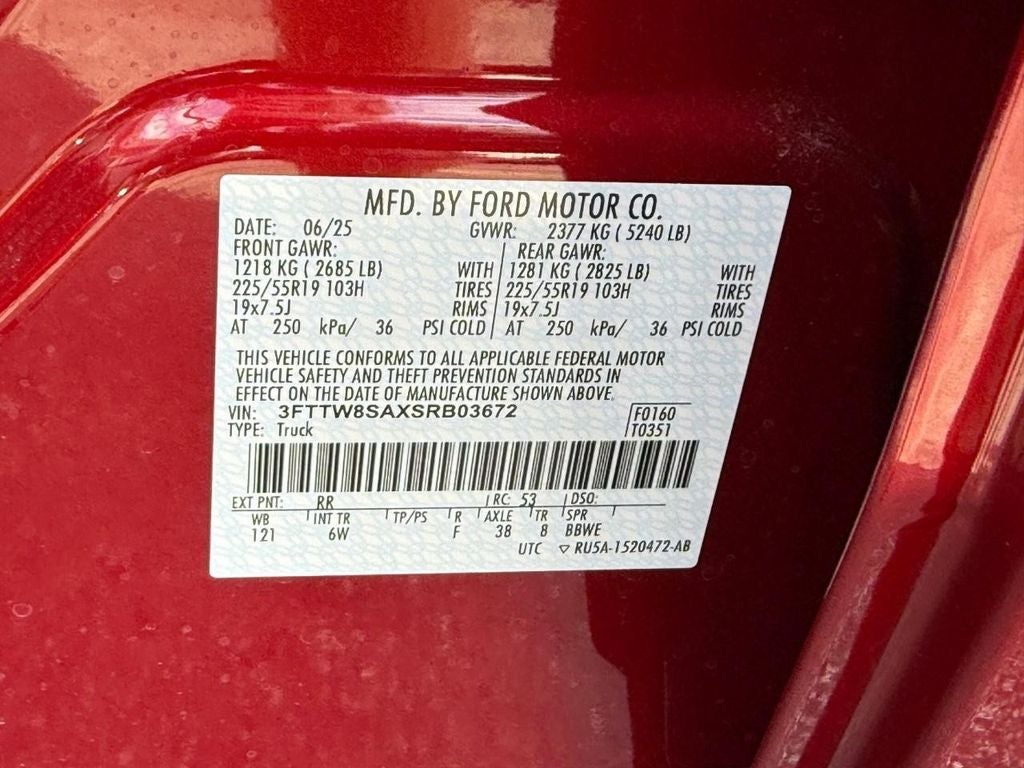 MFD. BY FORD MOTOR CO.
DATE: 06/25 GVWR: 2377 KG ( 5240 LB)
FRONT GAWR: REAR GAWR:
1218 KG ( 2685 LB) WITH 1281 KG ( 2825 LB) WITH
225/55R19 103H TIRES 225/55R19 103H TIRES
19x7.5J RIMS 19x7.5J RIMS
AT 250 kPa/ 36 PSI COLD AT 250 kPa/ 36 PSI COLD
THIS VEHICLE CONFORMS TO ALL APPLICABLE FEDERAL MOTOR
VEHICLE SAFETY AND THEFT PREVENTION STANDARDS IN
EFFECT ON THE DATE OF MANUFACTURE SHOWN ABOVE.
VIN: 3FTTW8SAXSRB03672 F0160
TYPE: Truck T0351
EXT PNT: RR RC: 53 DSO:
WB INT TR TP/PS R AXLE TR SPR
121 6W F 38 8 BBWE
UTC ▽ RU5A-1520472-AB